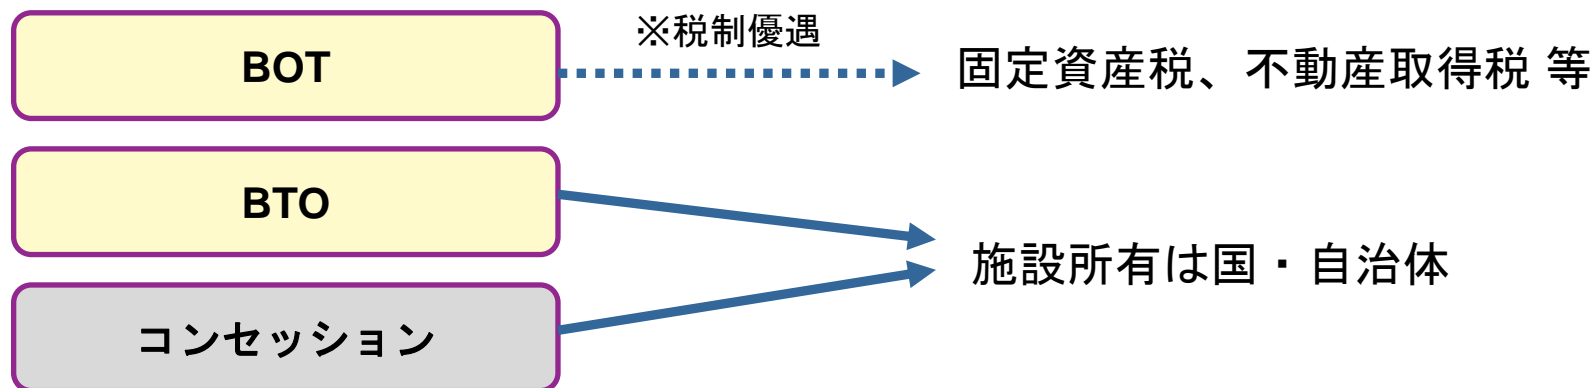 BOT
※税制優遇
固定資産税、不動産取得税 等
BTO
施設所有は国・自治体
コンセッション